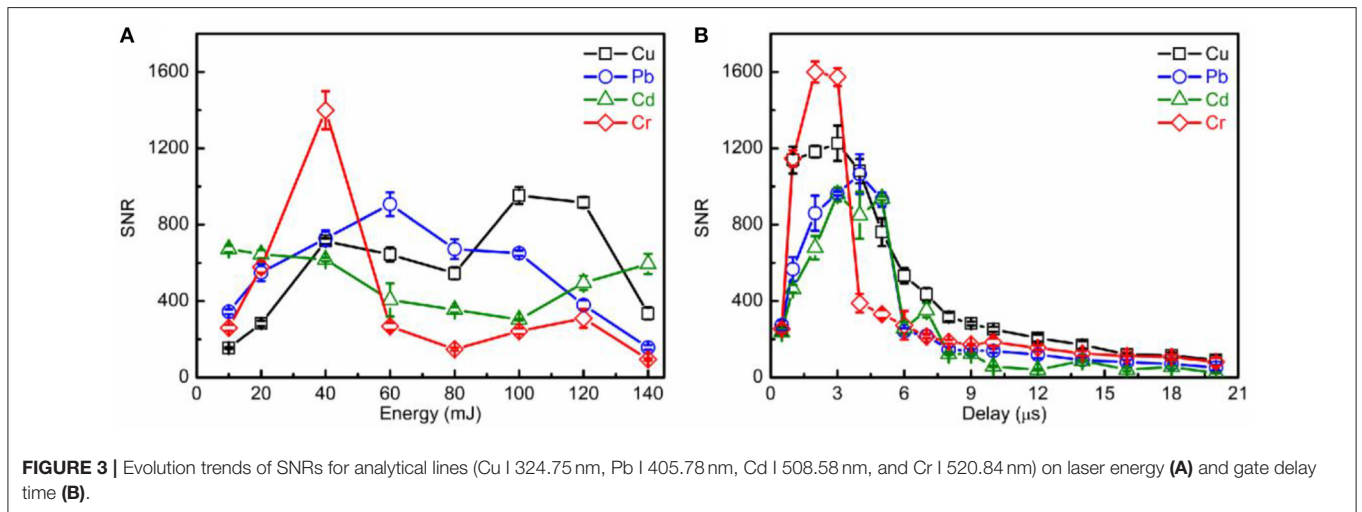 A
B
SNR
1600
1200
800
400
0
Cu
Pb
Cd
Cr
0 20 40 60 80 100 120 140
Energy (mJ)
SNR
1600
1200
800
400
0
Cu
Pb
Cd
Cr
0 3 6 9 12 15 18 21
Delay (μs)
FIGURE 3 | Evolution trends of SNRs for analytical lines (Cu I 324.75 nm, Pb I 405.78 nm, Cd I 508.58 nm, and Cr I 520.84 nm) on laser energy (A) and gate delay
time (B).